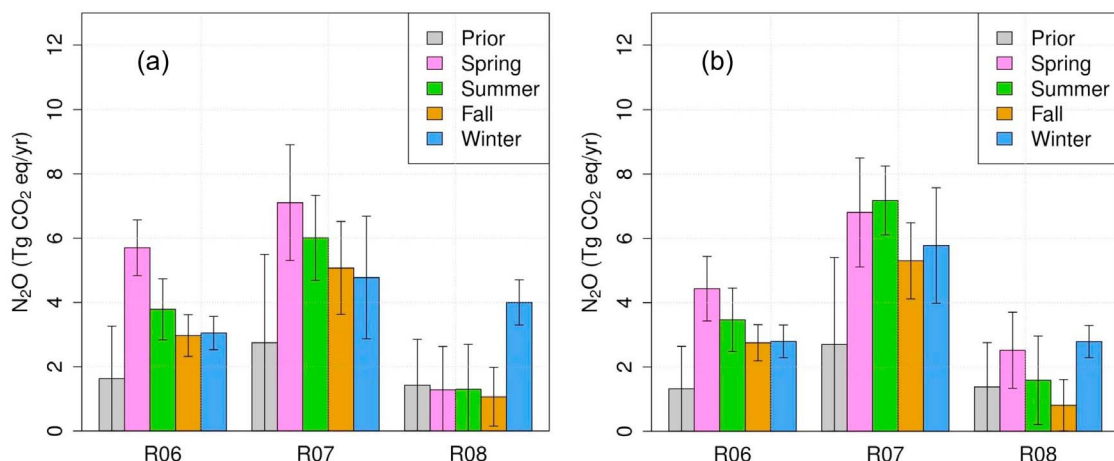 (a)
Prior
Spring
Summer
Fall
Winter
N₂O (Tg CO₂ eq/yr)
12
10
8
6
4
2
0
R06 R07 R08
(b)
Prior
Spring
Summer
Fall
Winter
N₂O (Tg CO₂ eq/yr)
12
10
8
6
4
2
0
R06 R07 R08